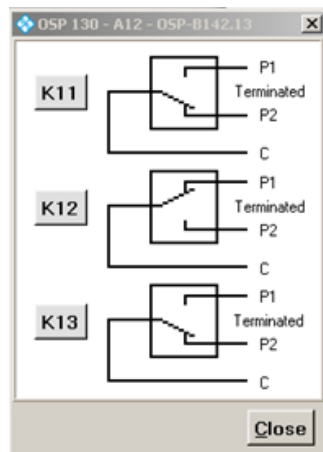 OSP 130 - A12 - OSP-B142.13
P1
K11
Terminated
P2
C
P1
K12
Terminated
P2
C
P1
K13
Terminated
P2
C
Close